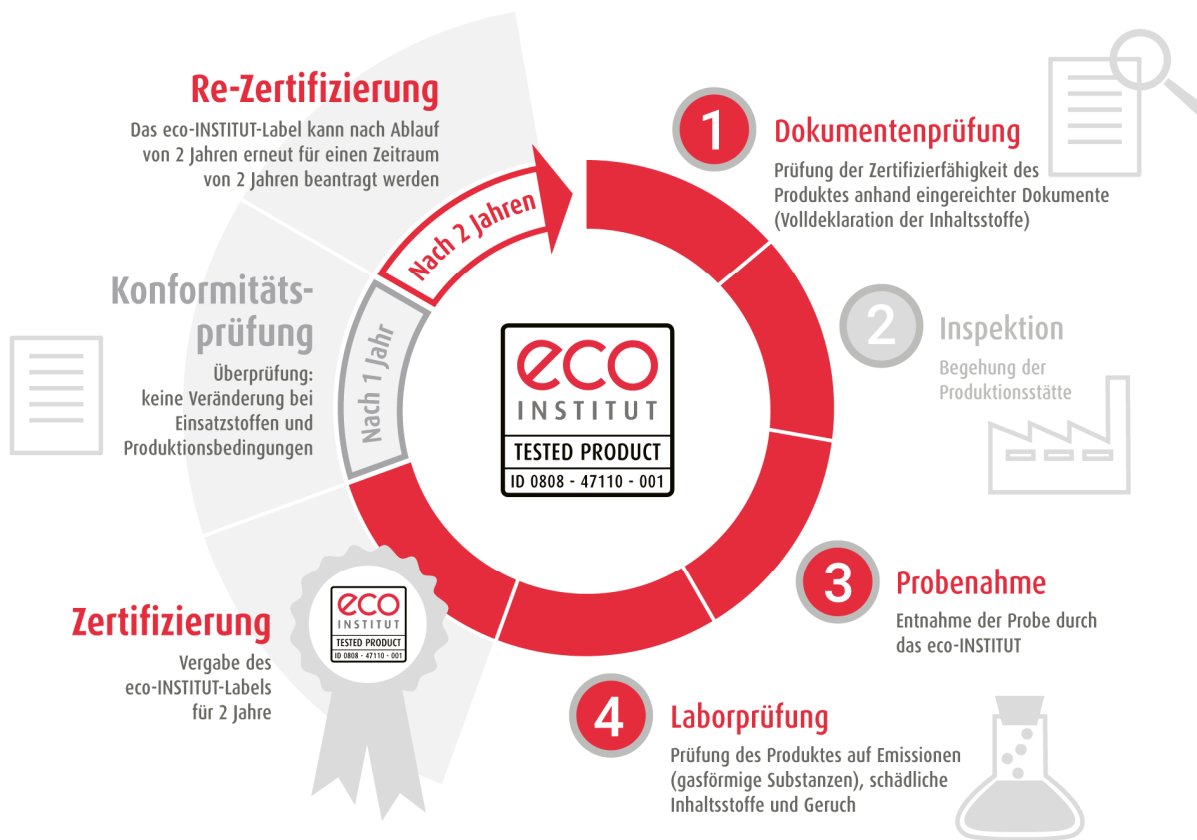 1
Dokumentenprüfung
Prüfung der Zertifizierfähigkeit des
Produktes anhand eingereichter Dokumente
(Volldeklaration der Inhaltsstoffe)
2
Inspektion
Begehung der
Produktionsstätte
3
Probenahme
Entnahme der Probe durch
das eco-INSTITUT
4
Laborprüfung
Prüfung des Produktes auf Emissionen
(gasförmige Substanzen), schädliche
Inhaltsstoffe und Geruch
Zertifizierung
Vergabe des
eco-INSTITUT-Labels
für 2 Jahre
eco
INSTITUT
TESTED PRODUCT
ID 0808 - 47110 - 001
Konformitäts-
prüfung
Überprüfung:
keine Veränderung bei
Einsatzstoffen und
Produktionsbedingungen
Nach 1 Jahr
Re-Zertifizierung
Das eco-INSTITUT-Label kann nach Ablauf
von 2 Jahren erneut für einen Zeitraum
von 2 Jahren beantragt werden
Nach 2 Jahren
eco
INSTITUT
TESTED PRODUCT
ID 0808 - 47110 - 001